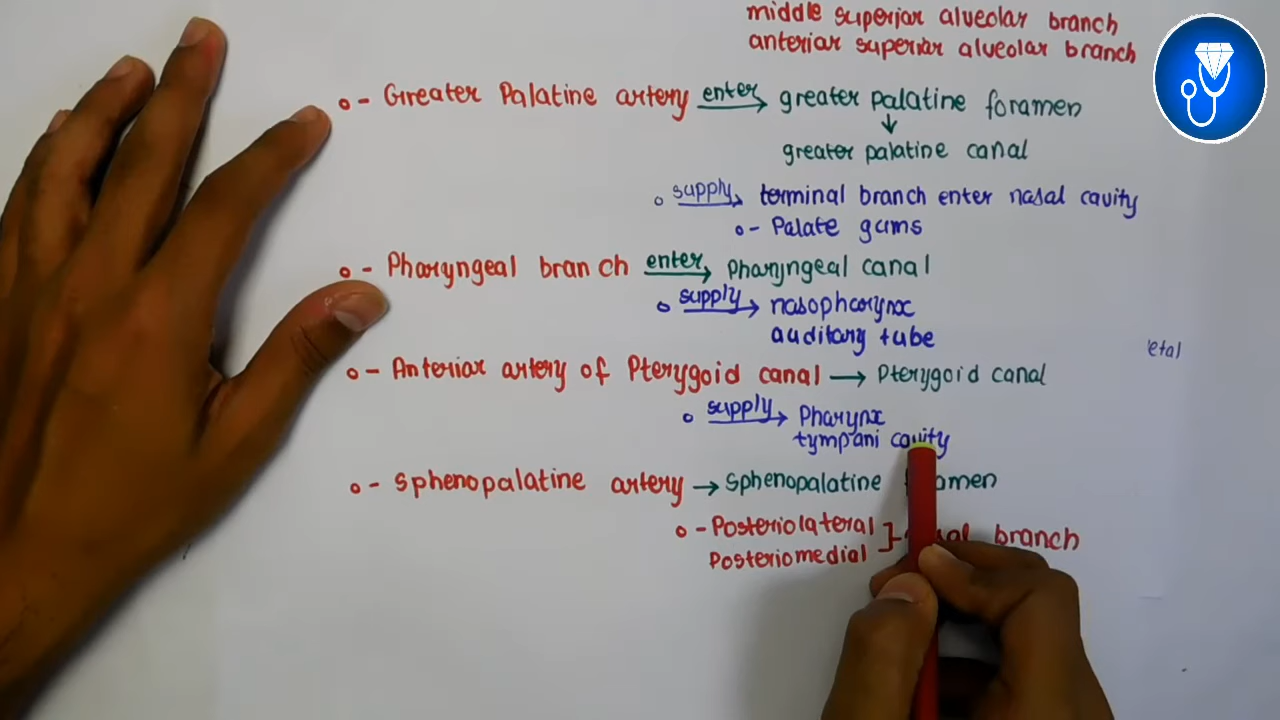 middle superior alveolar branch
anterior superior alveolar branch
- Greater Palatine artery enter → greater palatine foramen
↓
greater palatine canal
supply → terminal branch enter nasal cavity
- Palate gums
- Pharyngeal branch enter → Pharyngeal canal
supply → nasopharynx
auditary tube
- Anterior artery of Pterygoid canal → Pterygoid canal
etal
supply → Pharynx
tympani cavity
- Sphenopalatine artery → Sphenopalatine
- Posteriolateral
Posteriomedial } branch